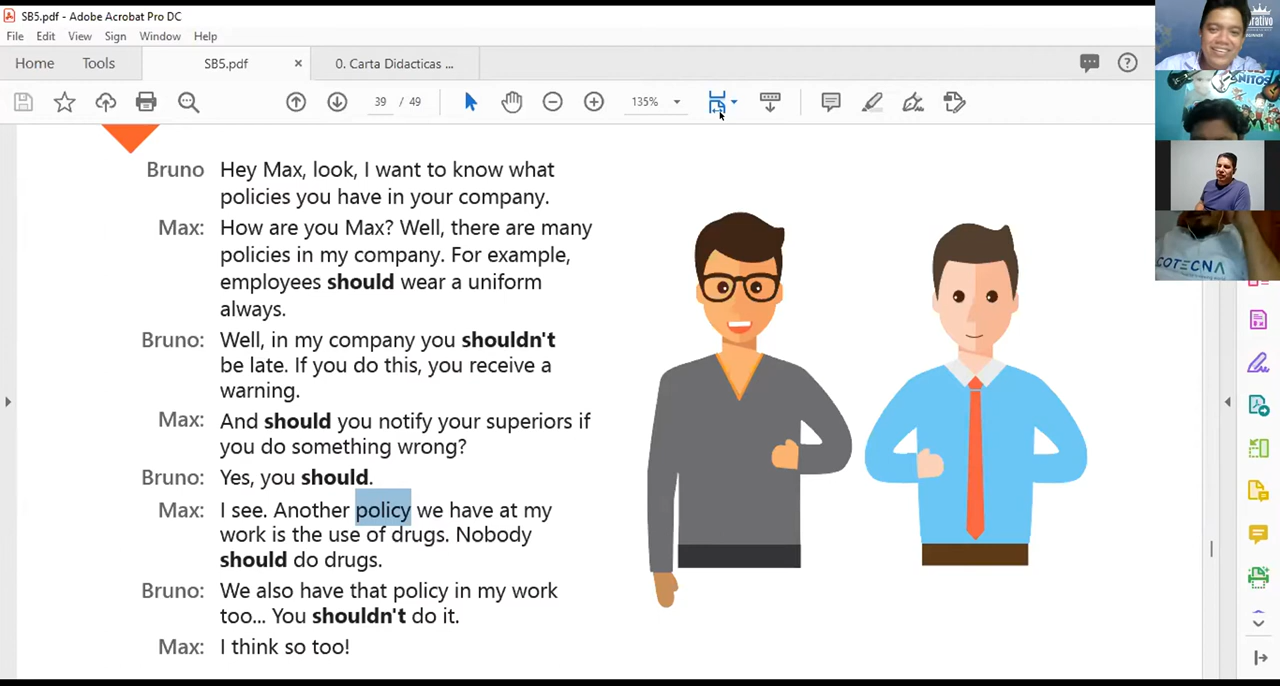 SB5.pdf - Adobe Acrobat Pro DC
File Edit View Sign Window Help
Home Tools SB5.pdf × 0. Carta Didacticas ...
39 / 49 135%
Bruno Hey Max, look, I want to know what
policies you have in your company.
Max: How are you Max? Well, there are many
policies in my company. For example,
employees should wear a uniform
always.
Bruno: Well, in my company you shouldn't
be late. If you do this, you receive a
warning.
Max: And should you notify your superiors if
you do something wrong?
Bruno: Yes, you should.
Max: I see. Another policy we have at my
work is the use of drugs. Nobody
should do drugs.
Bruno: We also have that policy in my work
too... You shouldn't do it.
Max: I think so too!
COTECNA